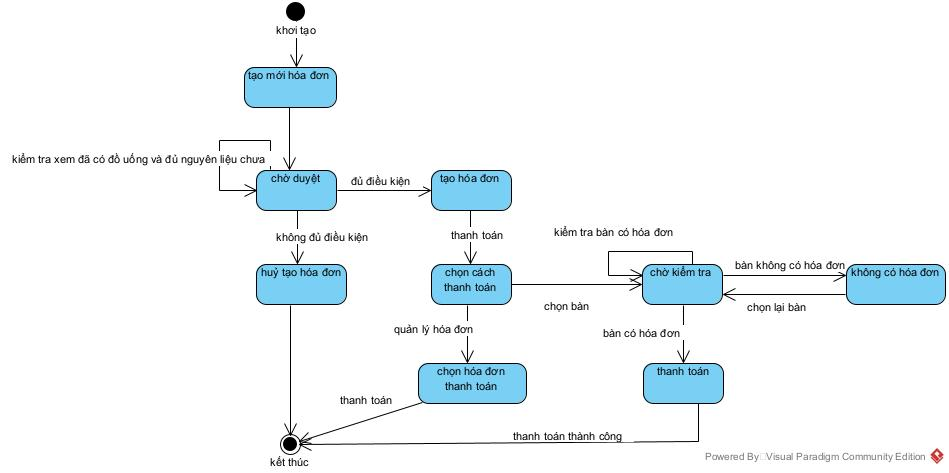 khơi tạo
tạo mới hóa đơn
kiểm tra xem đã có đồ uống và đủ nguyên liệu chưa
chờ duyệt
đủ điều kiện
tạo hóa đơn
không đủ điều kiện
thanh toán
kiểm tra bàn có hóa đơn
huỷ tạo hóa đơn
chọn cách
thanh toán
chờ kiểm tra
bàn không có hóa đơn
không có hóa đơn
chọn bàn
chọn lại bàn
quản lý hóa đơn
bàn có hóa đơn
chọn hóa đơn
thanh toán
thanh toán
thanh toán
thanh toán thành công
kết thúc
Powered By Visual Paradigm Community Edition